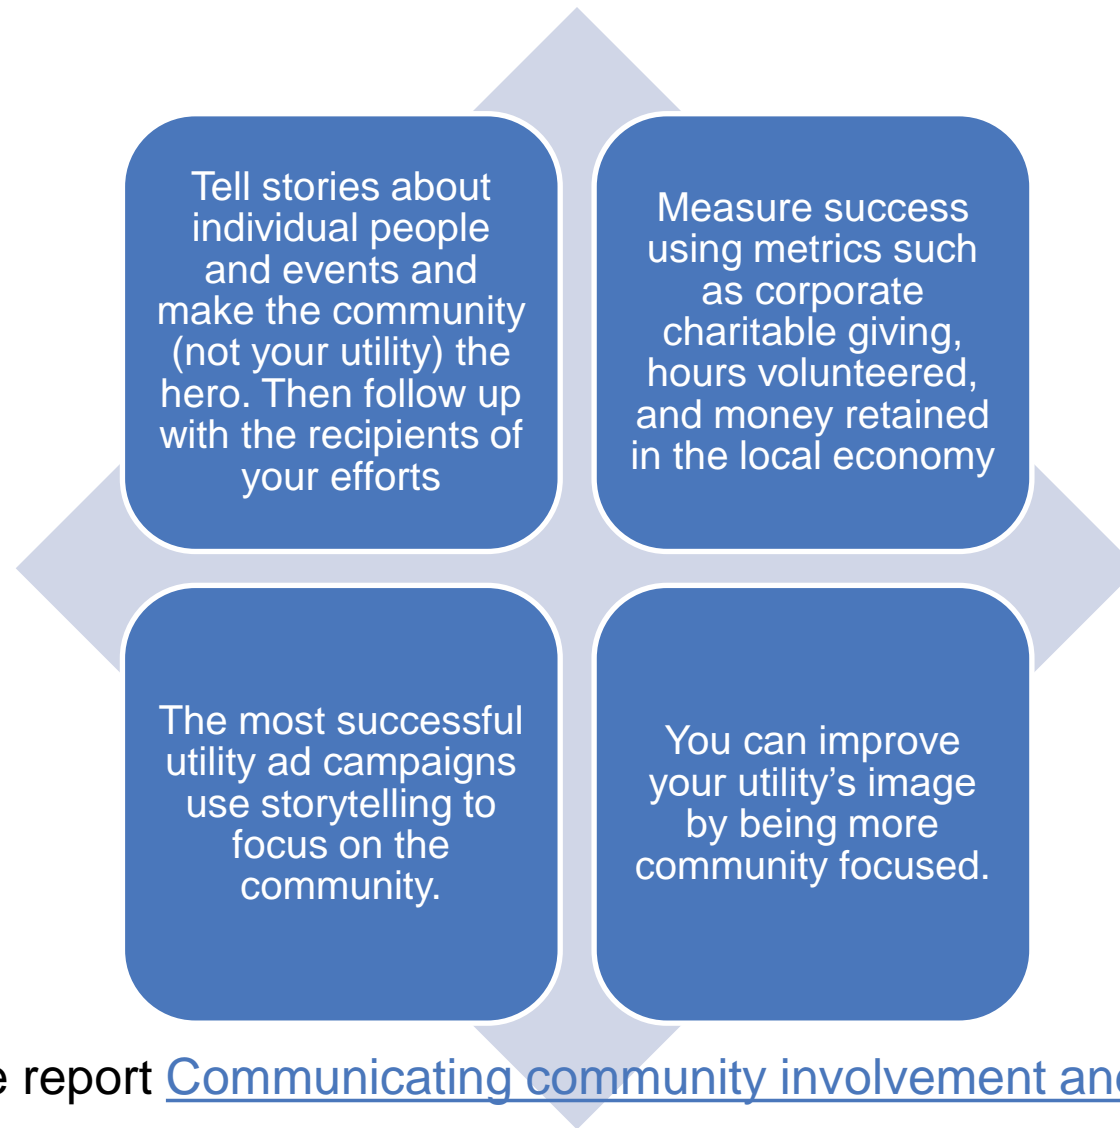 Tell stories about
individual people
and events and
make the community
(not your utility) the
hero. Then follow up
with the recipients of
your efforts
Measure success
using metrics such
as corporate
charitable giving,
hours volunteered,
and money retained
in the local economy
The most successful
utility ad campaigns
use storytelling to
focus on the
community.
You can improve
your utility’s image
by being more
community focused.
e report Communicating community involvement and